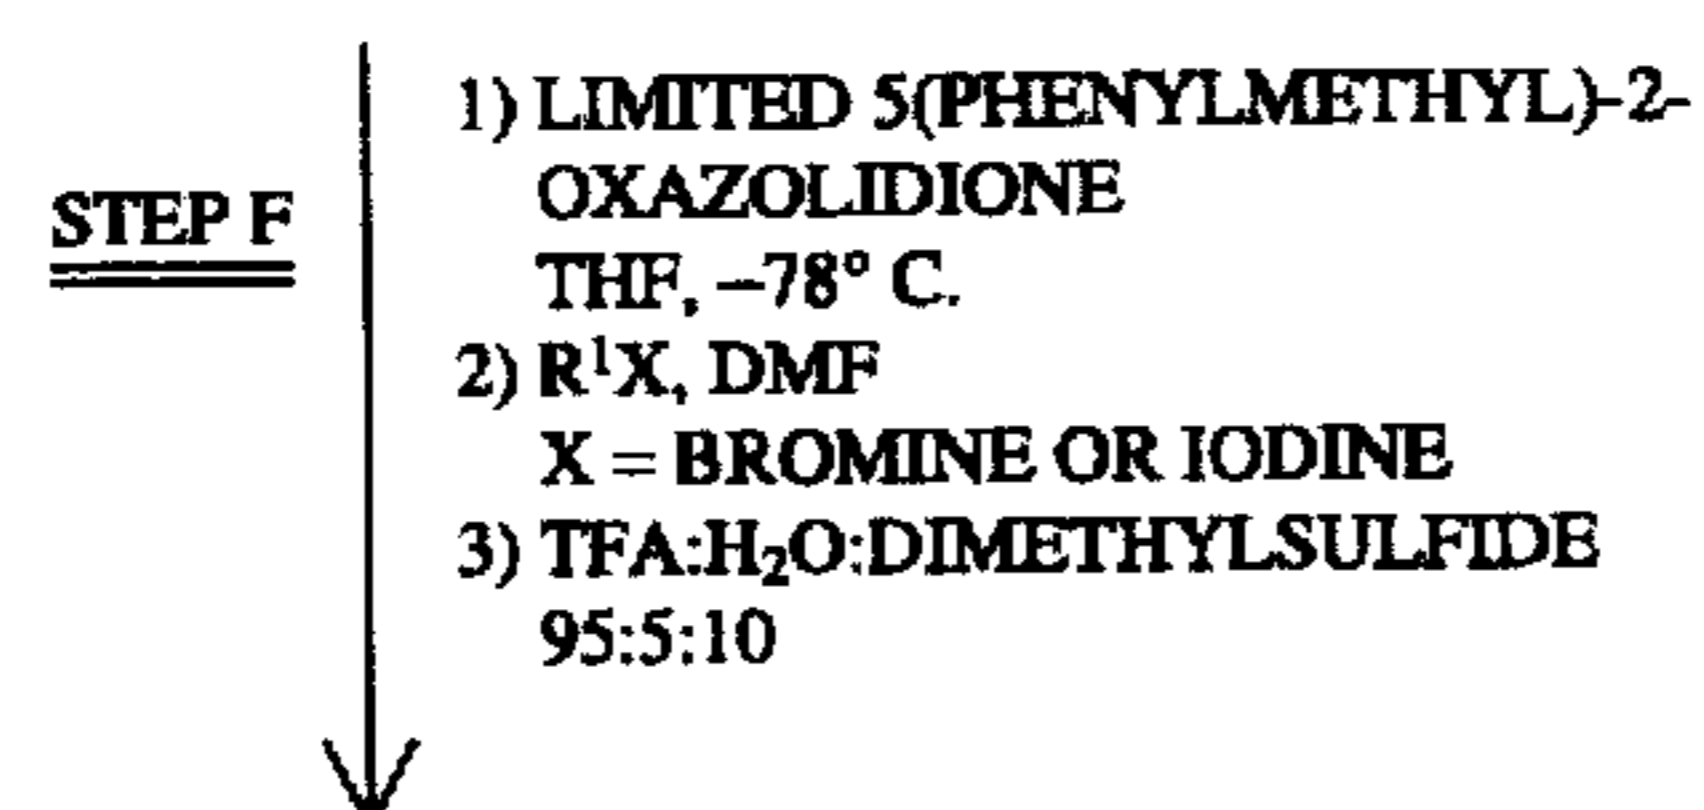 STEP F
1) LIMITED 5(PHENYLMETHYL)-2-
OXAZOLIDIONE
THF, –78° C.
2) R¹X, DMF
X = BROMINE OR IODINE
3) TFA:H₂O:DIMETHYLSULFIDE
95:5:10